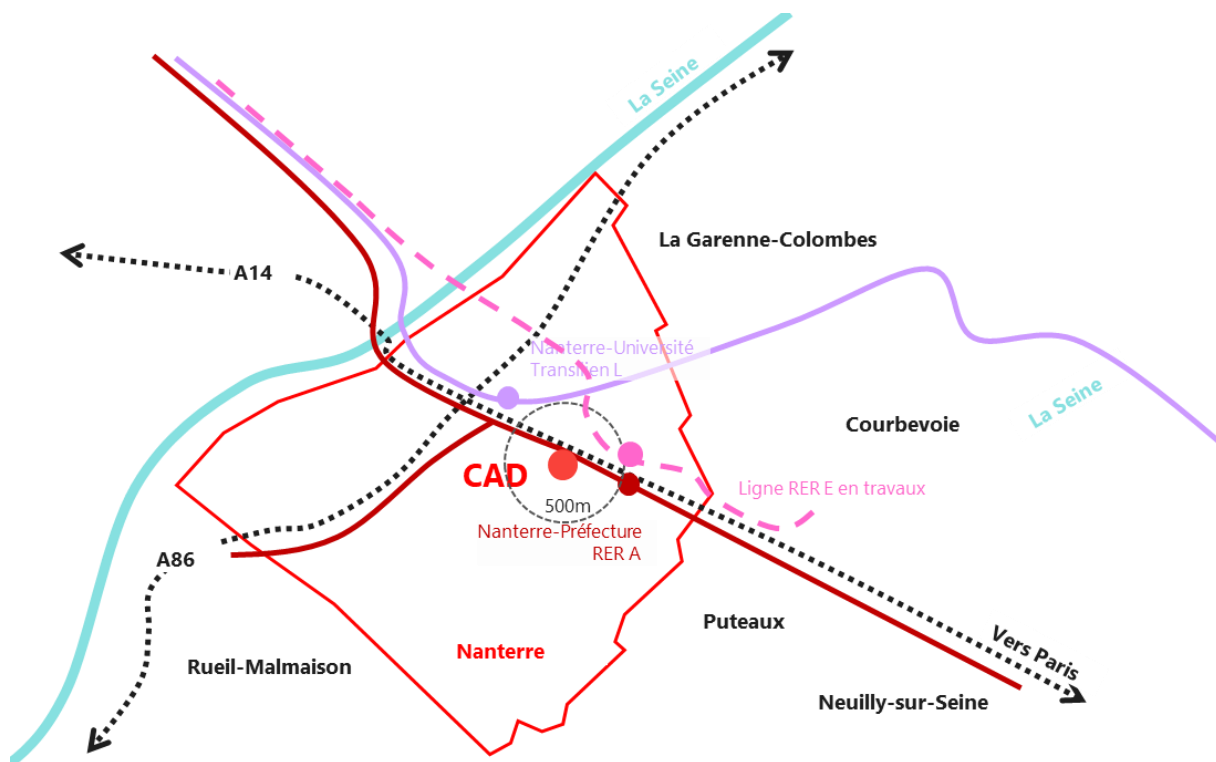 La Seine
La Garenne-Colombes
A14
Nanterre-Université
Transilien L
La Seine
Courbevoie
CAD
Ligne RER E en travaux
500m
Nanterre-Préfecture
RER A
A86
Puteaux
Vers Paris
Nanterre
Rueil-Malmaison
Neuilly-sur-Seine